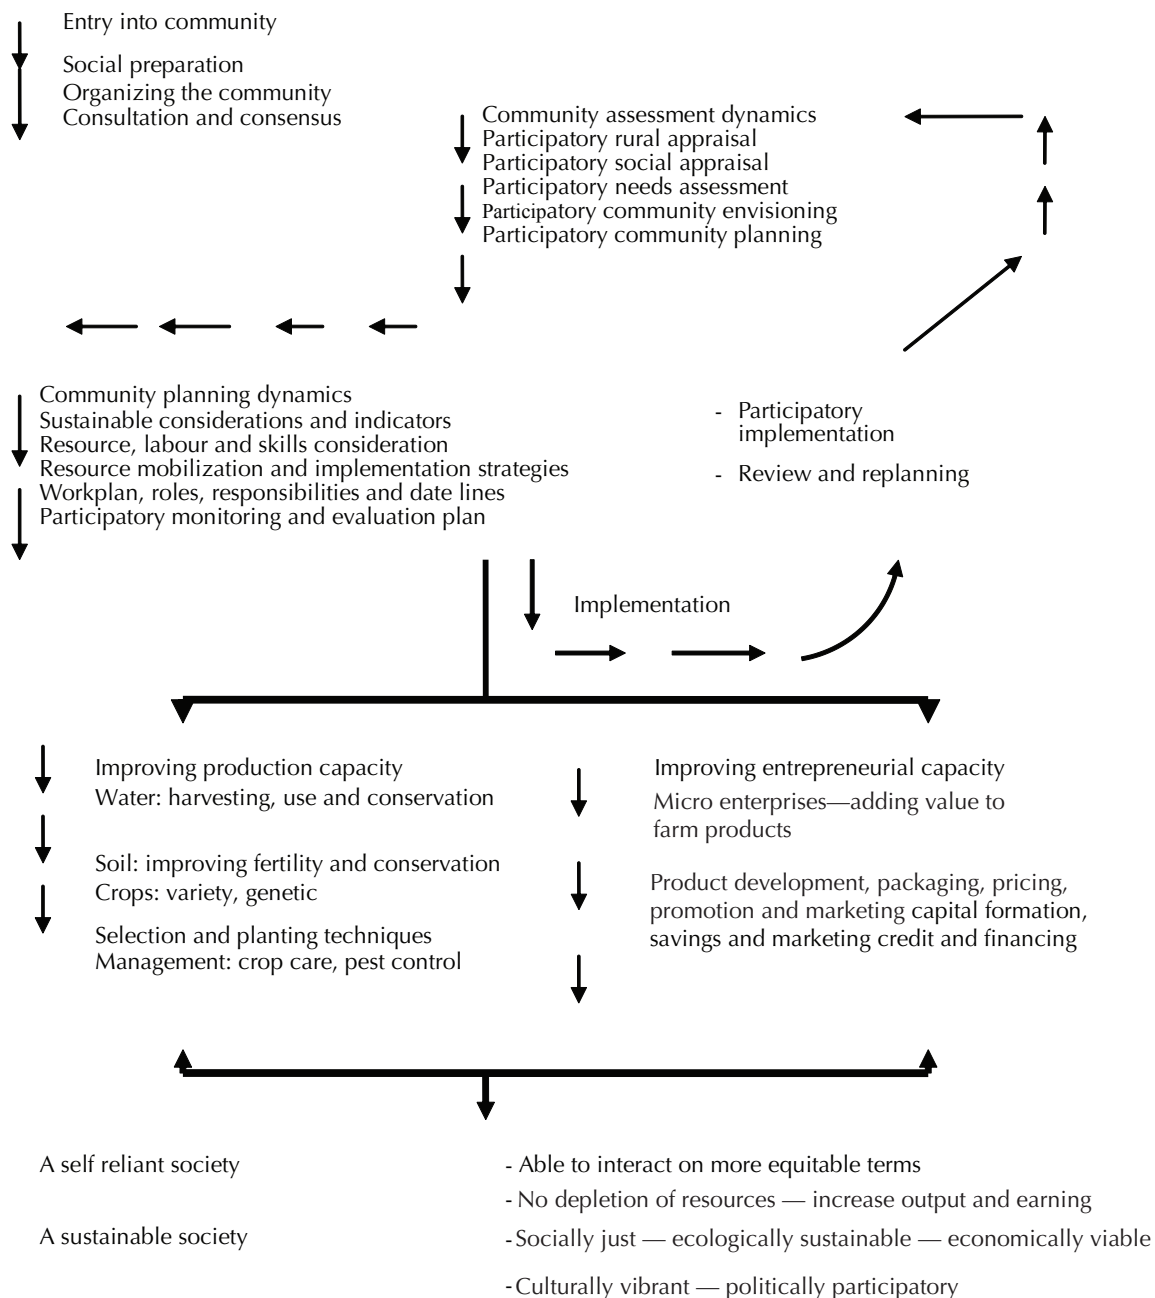 Entry into community
Social preparation
Organizing the community
Consultation and consensus
Community assessment dynamics
Participatory rural appraisal
Participatory social appraisal
Participatory needs assessment
Participatory community envisioning
Participatory community planning
Community planning dynamics
Sustainable considerations and indicators
Resource, labour and skills consideration
Resource mobilization and implementation strategies
Workplan, roles, responsibilities and date lines
Participatory monitoring and evaluation plan
- Participatory
implementation
- Review and replanning
Implementation
Improving production capacity
Water: harvesting, use and conservation
Soil: improving fertility and conservation
Crops: variety, genetic
Selection and planting techniques
Management: crop care, pest control
Improving entrepreneurial capacity
Micro enterprises—adding value to
farm products
Product development, packaging, pricing,
promotion and marketing capital formation,
savings and marketing credit and financing
A self reliant society
- Able to interact on more equitable terms
- No depletion of resources — increase output and earning
A sustainable society
- Socially just — ecologically sustainable — economically viable
- Culturally vibrant — politically participatory